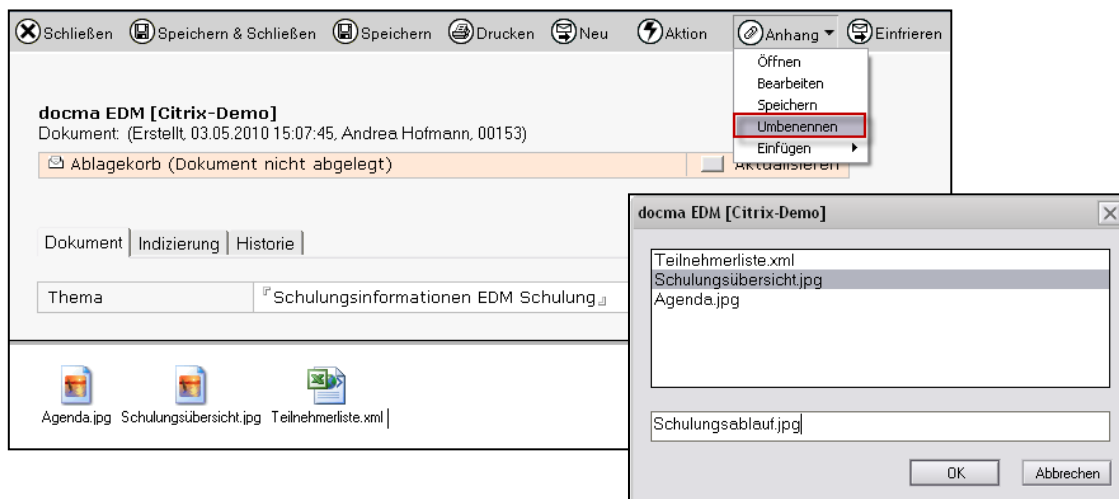 Schließen Speichern & Schließen Speichern Drucken Neu Aktion Anhang Einfrieren
Öffnen
Bearbeiten
Speichern
Umbenennen
Einfügen
docma EDM [Citrix-Demo]
Dokument: (Erstellt, 03.05.2010 15:07:45, Andrea Hofmann, 00153)
Ablagekorb (Dokument nicht abgelegt) Aktualisieren
Dokument Indizierung Historie
Thema Schulungsinformationen EDM Schulung
Agenda.jpg Schulungsübersicht.jpg Teilnehmerliste.xml
docma EDM [Citrix-Demo]
Teilnehmerliste.xml
Schulungsübersicht.jpg
Agenda.jpg
Schulungsablauf.jpg
OK Abbrechen